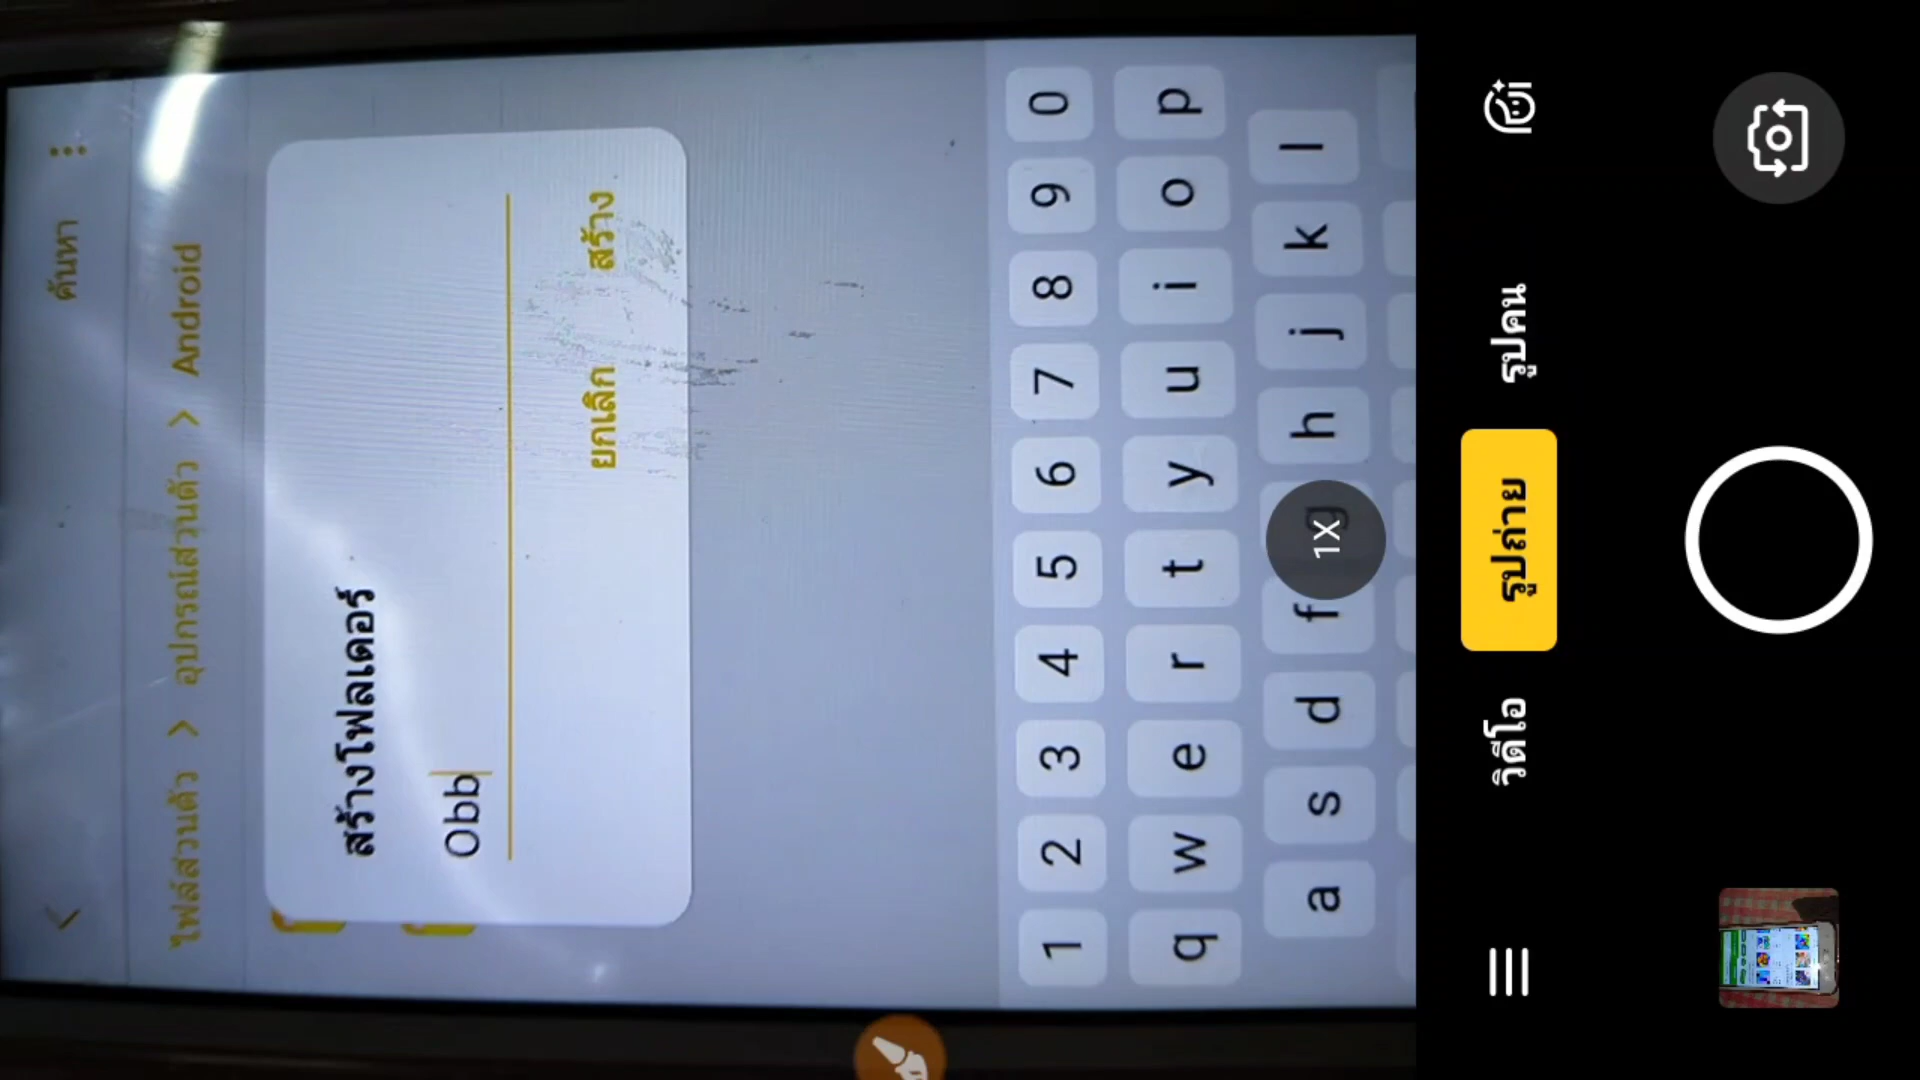 ค้นหา
ไฟล์ส่วนตัว > อุปกรณ์ส่วนตัว > Android
สร้างโฟลเดอร์
Obb
ยกเลิก สร้าง
1 2 3 4 5 6 7 8 9 0
q w e r t y u i o p
a s d f g h j k l
1X
วิดีโอ รูปถ่าย รูปคน